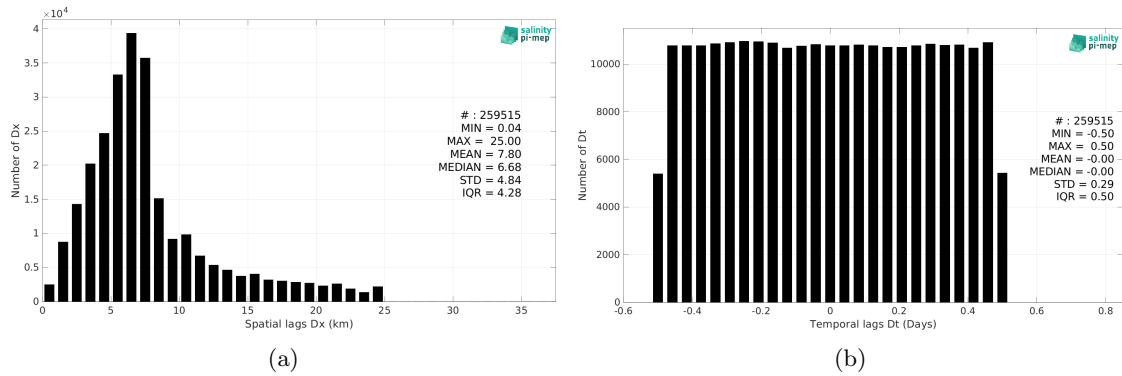 ×10⁴
4
3.5
3
2.5
2
1.5
1
0.5
0
Number of Dx
salinity
pi-mep
# : 259515
MIN = 0.04
MAX = 25.00
MEAN = 7.80
MEDIAN = 6.68
STD = 4.84
IQR = 4.28
0 5 10 15 20 25 30 35
Spatial lags Dx (km)
(a)
10000
8000
6000
4000
2000
0
Number of Dt
salinity
pi-mep
# : 259515
MIN = -0.50
MAX = 0.50
MEAN = -0.00
MEDIAN = -0.00
STD = 0.29
IQR = 0.50
-0.6 -0.4 -0.2 0 0.2 0.4 0.6 0.8
Temporal lags Dt (Days)
(b)